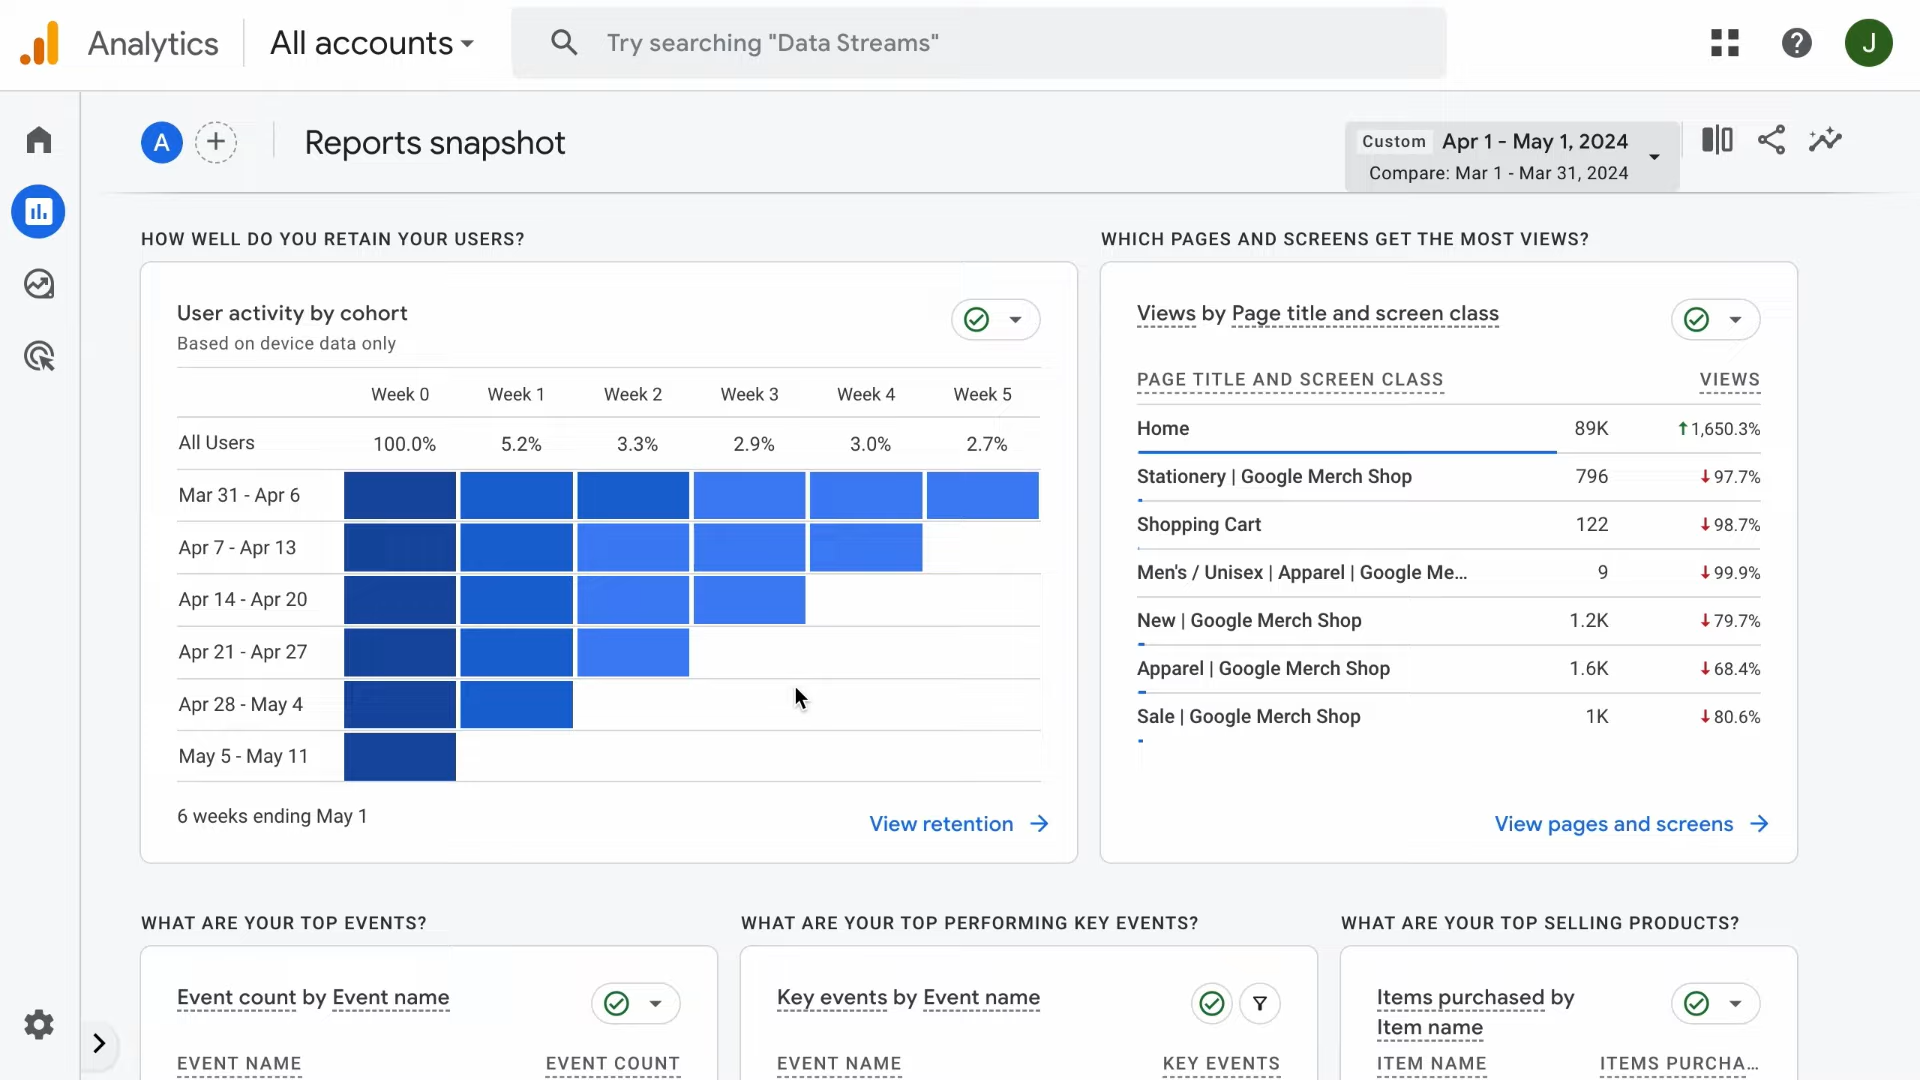 Analytics
All accounts
Try searching "Data Streams"
J
A
Reports snapshot
Custom Apr 1 - May 1, 2024
Compare: Mar 1 - Mar 31, 2024
HOW WELL DO YOU RETAIN YOUR USERS?
User activity by cohort
Based on device data only
Week 0 Week 1 Week 2 Week 3 Week 4 Week 5
All Users 100.0% 5.2% 3.3% 2.9% 3.0% 2.7%
Mar 31 - Apr 6
Apr 7 - Apr 13
Apr 14 - Apr 20
Apr 21 - Apr 27
Apr 28 - May 4
May 5 - May 11
6 weeks ending May 1
View retention
WHICH PAGES AND SCREENS GET THE MOST VIEWS?
Views by Page title and screen class
PAGE TITLE AND SCREEN CLASS VIEWS
Home 89K 1,650.3%
Stationery | Google Merch Shop 796 97.7%
Shopping Cart 122 98.7%
Men's / Unisex | Apparel | Google Me... 9 99.9%
New | Google Merch Shop 1.2K 79.7%
Apparel | Google Merch Shop 1.6K 68.4%
Sale | Google Merch Shop 1K 80.6%
View pages and screens
WHAT ARE YOUR TOP EVENTS?
Event count by Event name
EVENT NAME EVENT COUNT
WHAT ARE YOUR TOP PERFORMING KEY EVENTS?
Key events by Event name
EVENT NAME KEY EVENTS
WHAT ARE YOUR TOP SELLING PRODUCTS?
Items purchased by
Item name
ITEM NAME ITEMS PURCHA...